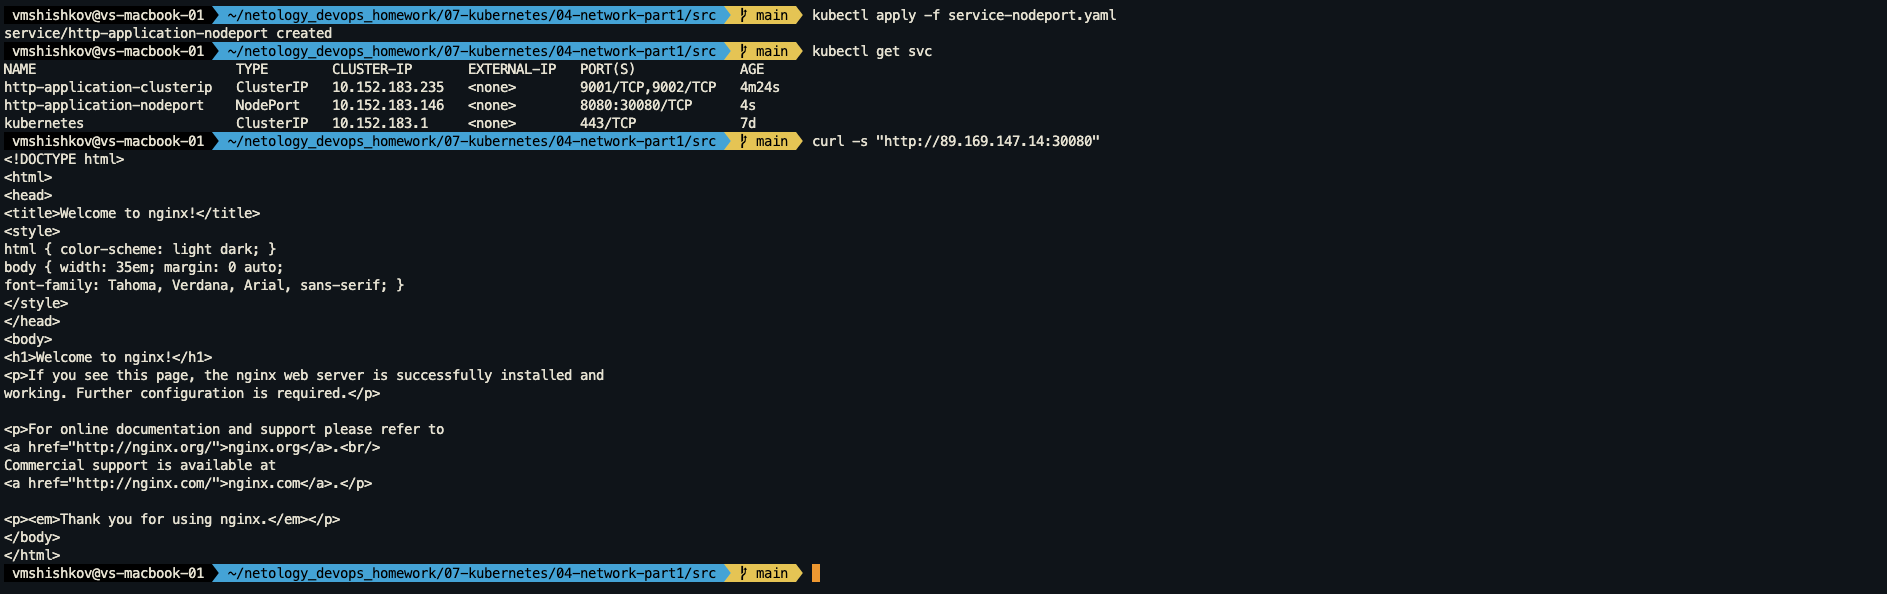 vmshishkov@vs-macbook-01 ~/netology_devops_homework/07-kubernetes/04-network-part1/src main kubectl apply -f service-nodeport.yaml
service/http-application-nodeport created
vmshishkov@vs-macbook-01 ~/netology_devops_homework/07-kubernetes/04-network-part1/src main kubectl get svc
NAME TYPE CLUSTER-IP EXTERNAL-IP PORT(S) AGE
http-application-clusterip ClusterIP 10.152.183.235 <none> 9001/TCP,9002/TCP 4m24s
http-application-nodeport NodePort 10.152.183.146 <none> 8080:30080/TCP 4s
kubernetes ClusterIP 10.152.183.1 <none> 443/TCP 7d
vmshishkov@vs-macbook-01 ~/netology_devops_homework/07-kubernetes/04-network-part1/src main curl -s "http://89.169.147.14:30080"
<!DOCTYPE html>
<html>
<head>
<title>Welcome to nginx!</title>
<style>
html { color-scheme: light dark; }
body { width: 35em; margin: 0 auto;
font-family: Tahoma, Verdana, Arial, sans-serif; }
</style>
</head>
<body>
<h1>Welcome to nginx!</h1>
<p>If you see this page, the nginx web server is successfully installed and
working. Further configuration is required.</p>

<p>For online documentation and support please refer to
<a href="http://nginx.org/">nginx.org</a>.<br/>
Commercial support is available at
<a href="http://nginx.com/">nginx.com</a>.</p>

<p><em>Thank you for using nginx.</em></p>
</body>
</html>
vmshishkov@vs-macbook-01 ~/netology_devops_homework/07-kubernetes/04-network-part1/src main